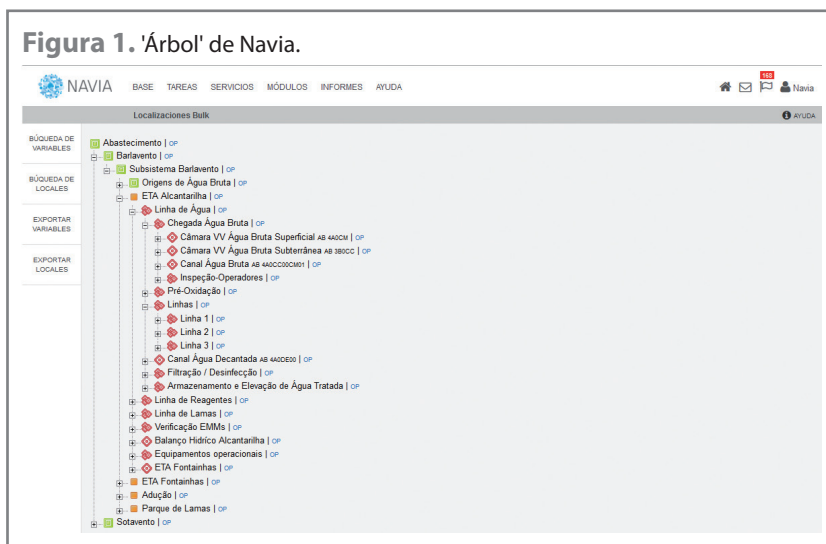 Figura 1. 'Árbol' de Navia.
NAVIA BASE TAREAS SERVICIOS MÓDULOS INFORMES AYUDA 168 Navia
Localizaciones Bulk AYUDA
BÚQUEDA DE
VARIABLES
BÚQUEDA DE
LOCALES
EXPORTAR
VARIABLES
EXPORTAR
LOCALES
Abastecimento | OP
Barlavento | OP
Subsistema Barlavento | OP
Origens de Água Bruta | OP
ETA Alcantarilha | OP
Linha de Água | OP
Chegada Água Bruta | OP
Câmara VV Água Bruta Superficial AB 4A0CM | OP
Câmara VV Água Bruta Subterrânea AB 3B0CC | OP
Canal Água Bruta AB 4A0CC00CM01 | OP
Inspeção-Operadores | OP
Pré-Oxidação | OP
Linhas | OP
Linha 1 | OP
Linha 2 | OP
Linha 3 | OP
Canal Água Decantada AB 4A0DE00 | OP
Filtração / Desinfecção | OP
Armazenamento e Elevação de Água Tratada | OP
Linha de Reagentes | OP
Linha de Lamas | OP
Verificação EMMs | OP
Balanço Hidríco Alcantarilha | OP
Equipamentos operacionais | OP
ETA Fontainhas | OP
ETA Fontainhas | OP
Adução | OP
Parque de Lamas | OP
Sotavento | OP